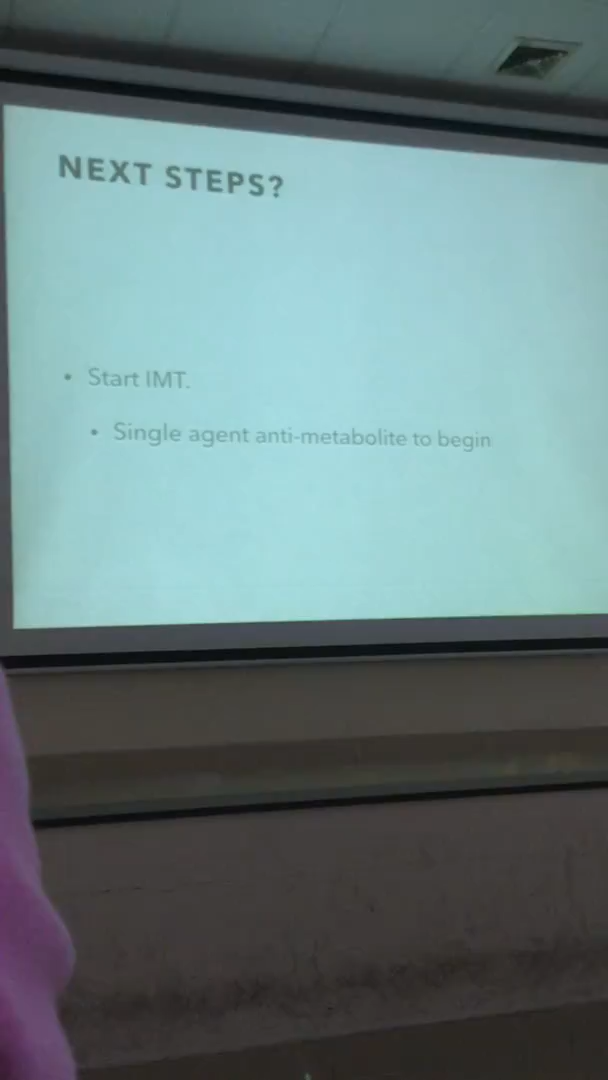 NEXT STEPS?
• Start IMT.
• Single agent anti-metabolite to begin